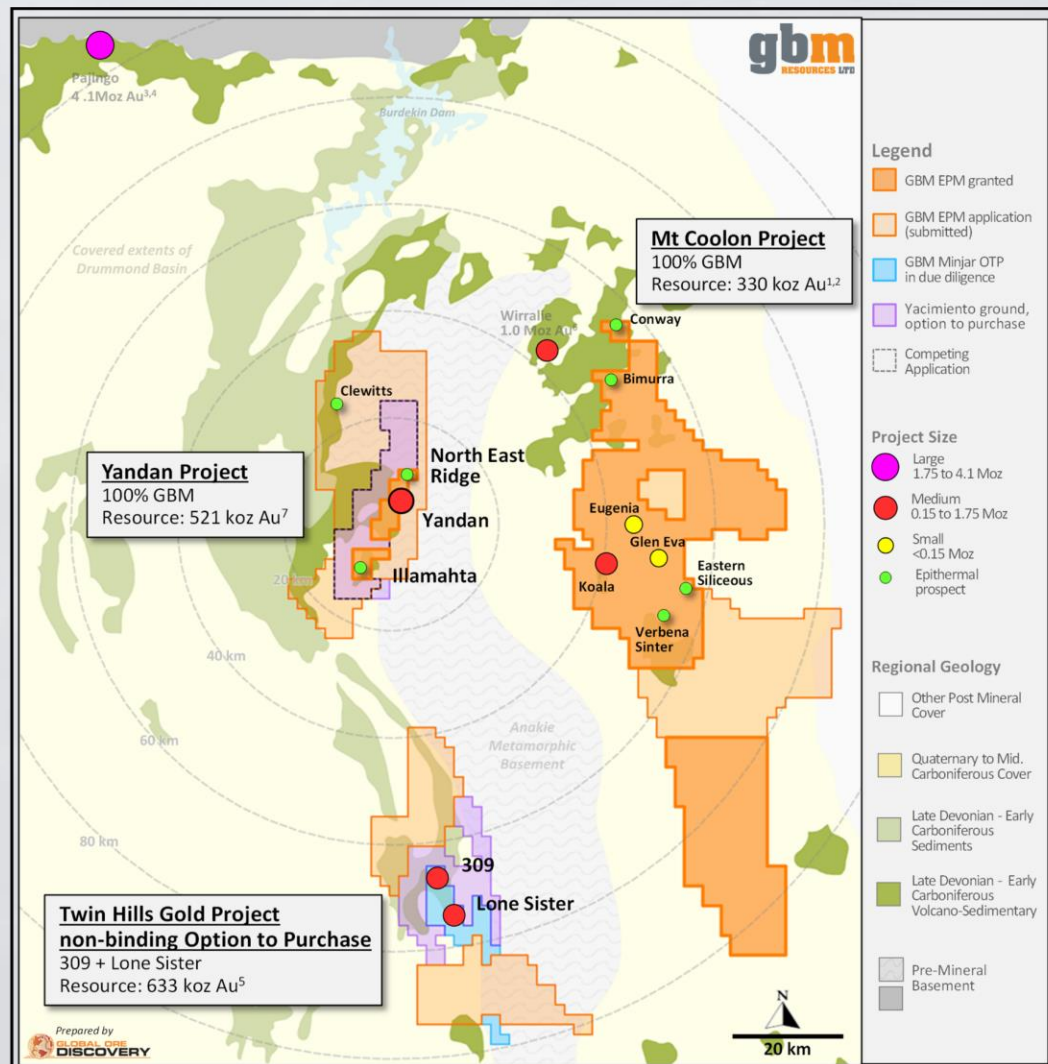 gbm
RESOURCES LTD
Pajingo
4 .1Moz Au3,4
Burdekin Dam
Covered extents of
Drummond Basin
Mt Coolon Project
100% GBM
Resource: 330 koz Au1,2
Wirralie
1.0 Moz Au
Conway
Bimurra
Clewitts
North East
Ridge
Yandan Project
100% GBM
Resource: 521 koz Au7
Yandan
Illamahta
Eugenia
Glen Eva
Koala
Eastern
Siliceous
Verbena
Sinter
20 km
40 km
60 km
80 km
Anakie
Metamorphic
Basement
309
Lone Sister
Twin Hills Gold Project
non-binding Option to Purchase
309 + Lone Sister
Resource: 633 koz Au5
Prepared by
GLOBAL ORE
DISCOVERY
N
20 km
Legend
GBM EPM granted
GBM EPM application
(submitted)
GBM Minjar OTP
in due diligence
Yacimiento ground,
option to purchase
Competing
Application
Project Size
Large
1.75 to 4.1 Moz
Medium
0.15 to 1.75 Moz
Small
<0.15 Moz
Epithermal
prospect
Regional Geology
Other Post Mineral
Cover
Quaternary to Mid.
Carboniferous Cover
Late Devonian - Early
Carboniferous
Sediments
Late Devonian - Early
Carboniferous
Volcano-Sedimentary
Pre-Mineral
Basement